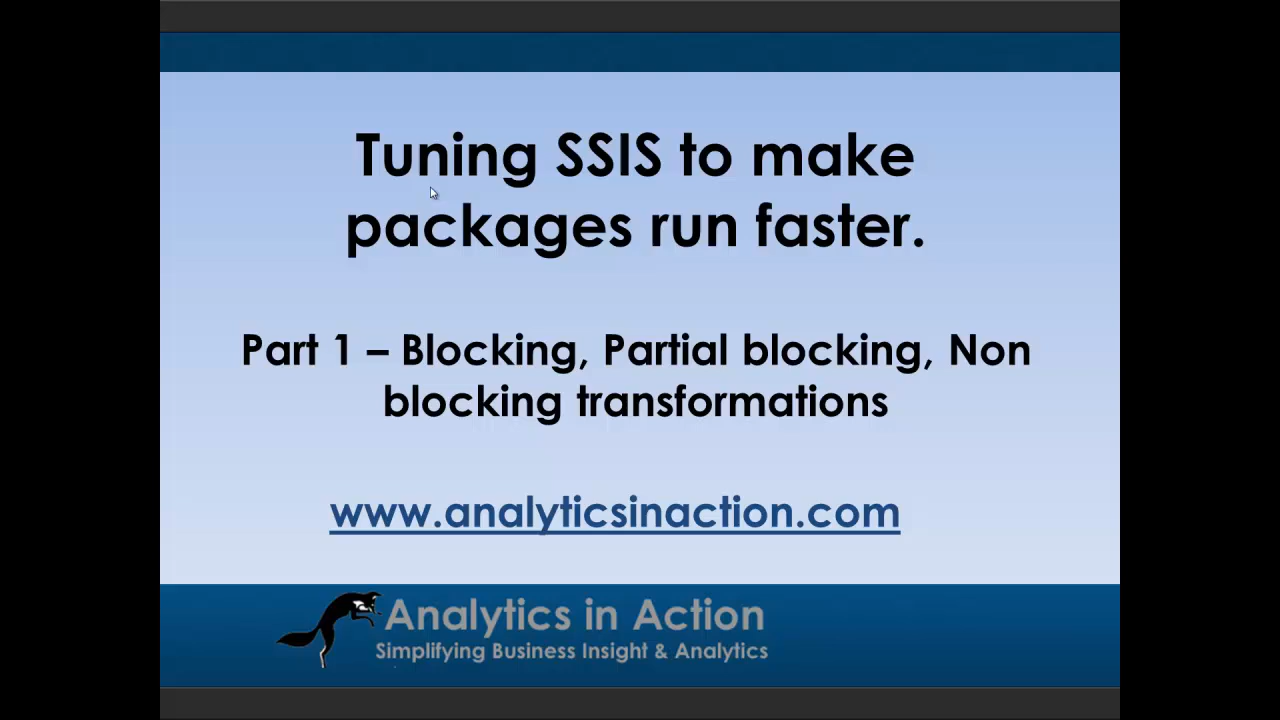 Tuning SSIS to make
packages run faster.
Part 1 – Blocking, Partial blocking, Non
blocking transformations
www.analyticsinaction.com
Analytics in Action
Simplifying Business Insight & Analytics